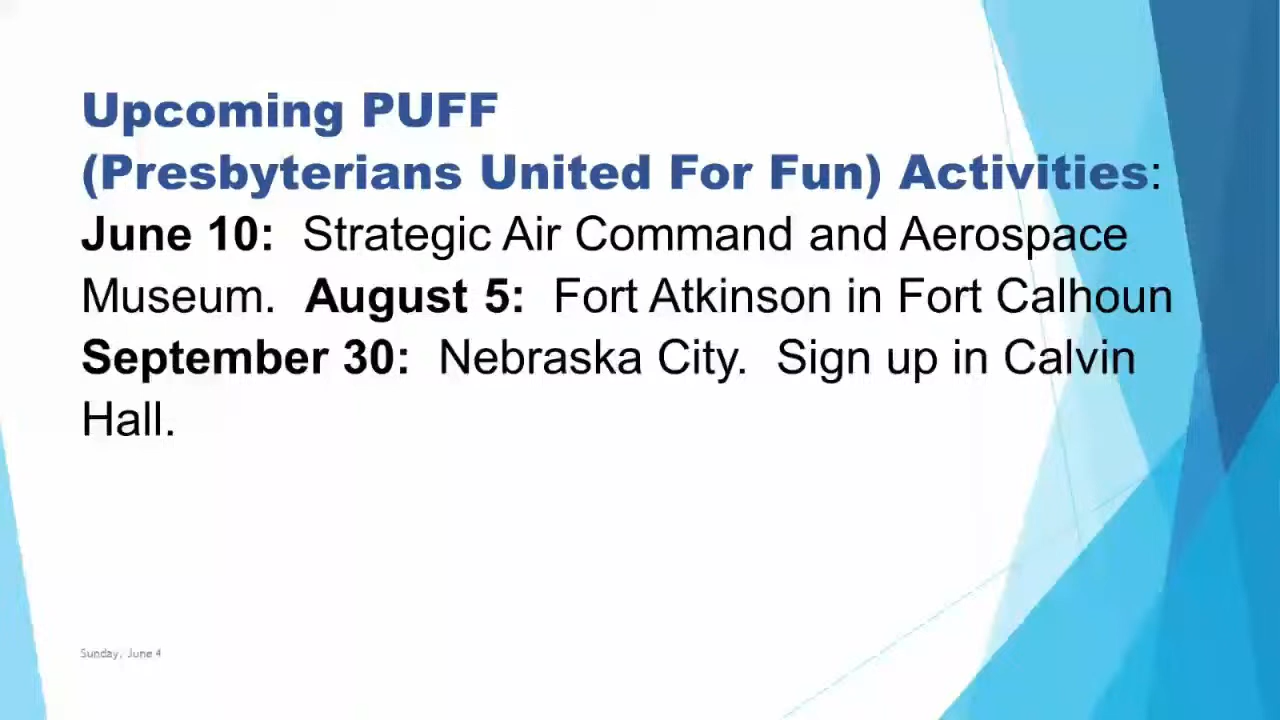 Upcoming PUFF
(Presbyterians United For Fun) Activities:
June 10:  Strategic Air Command and Aerospace
Museum.  August 5:  Fort Atkinson in Fort Calhoun
September 30:  Nebraska City.  Sign up in Calvin
Hall.
Sunday, June 4